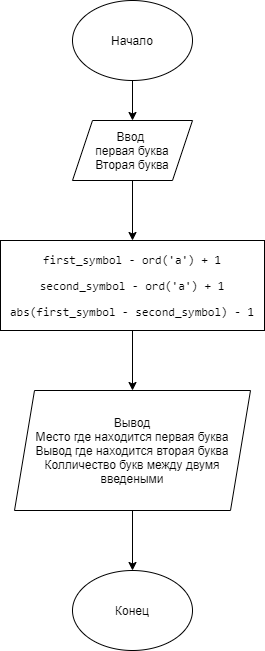 Начало
Ввод
первая буква
Вторая буква
first_symbol - ord('a') + 1
second_symbol - ord('a') + 1
abs(first_symbol - second_symbol) - 1
Вывод
Место где находится первая буква
Вывод где находится вторая буква
Колличество букв между двумя
введеными
Конец